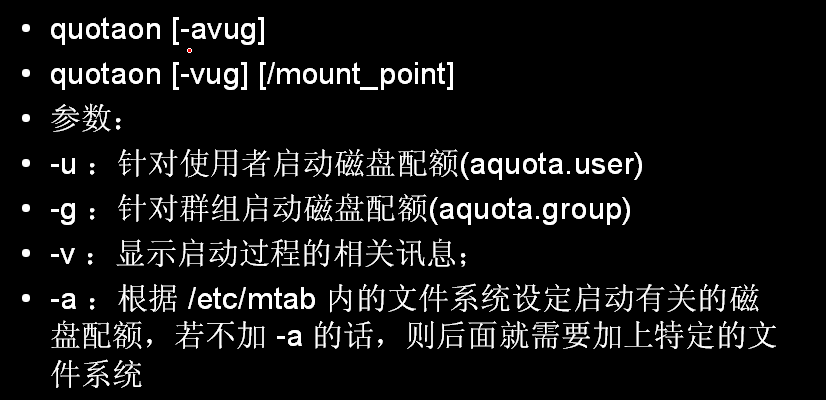 • quotaon [-avug]
• quotaon [-vug] [/mount_point]
• 参数：
• -u ：针对使用者启动磁盘配额(aquota.user)
• -g ：针对群组启动磁盘配额(aquota.group)
• -v ：显示启动过程的相关讯息；
• -a ：根据 /etc/mtab 内的文件系统设定启动有关的磁
盘配额，若不加 -a 的话，则后面就需要加上特定的文
件系统